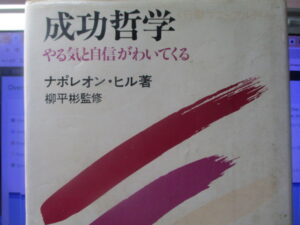 成功哲学
やる気と自信がわいてくる
ナポレオン・ヒル著
柳平彬監修